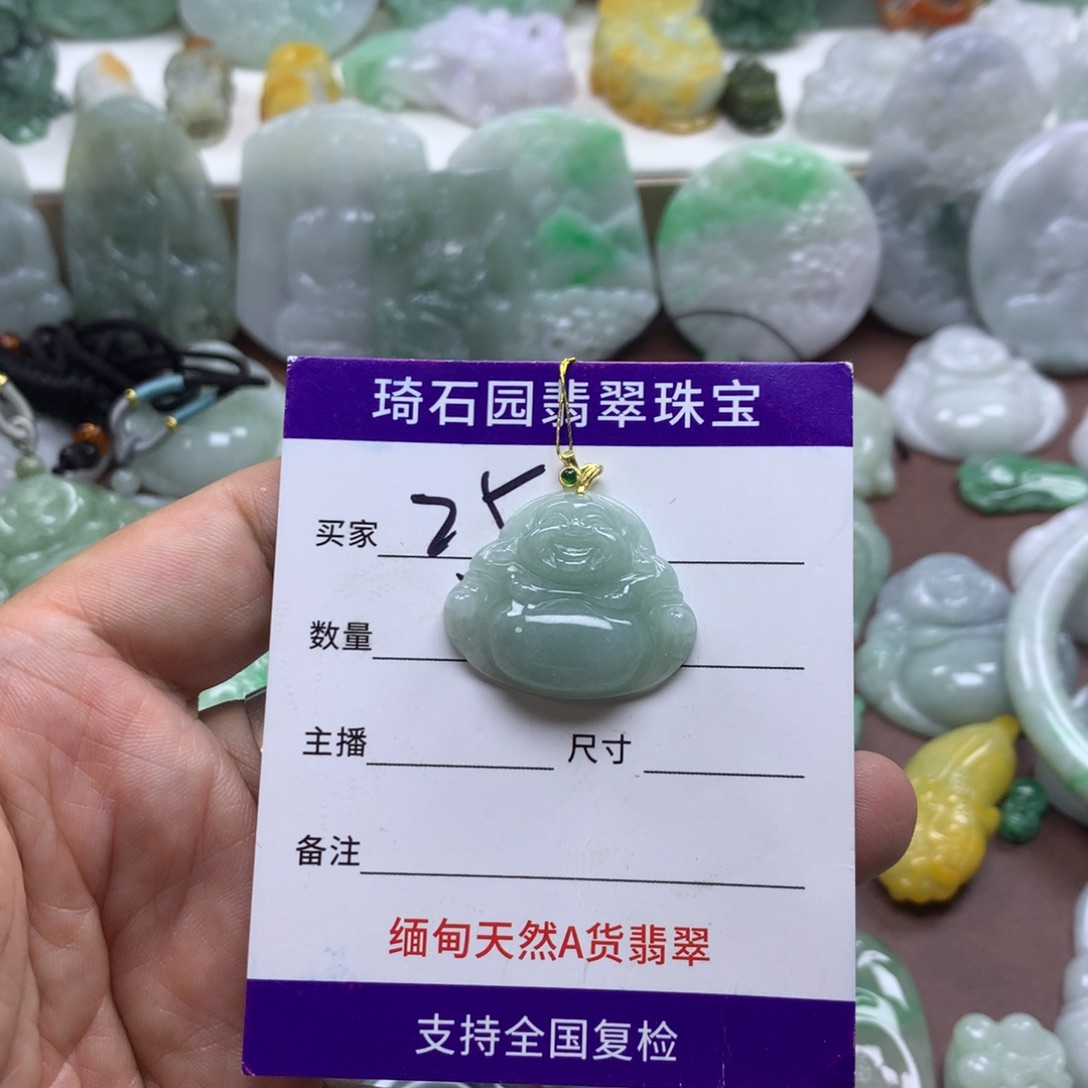 琦石园翡翠珠宝
买家 25
数量
主播 尺寸
备注
缅甸天然A货翡翠
支持全国复检